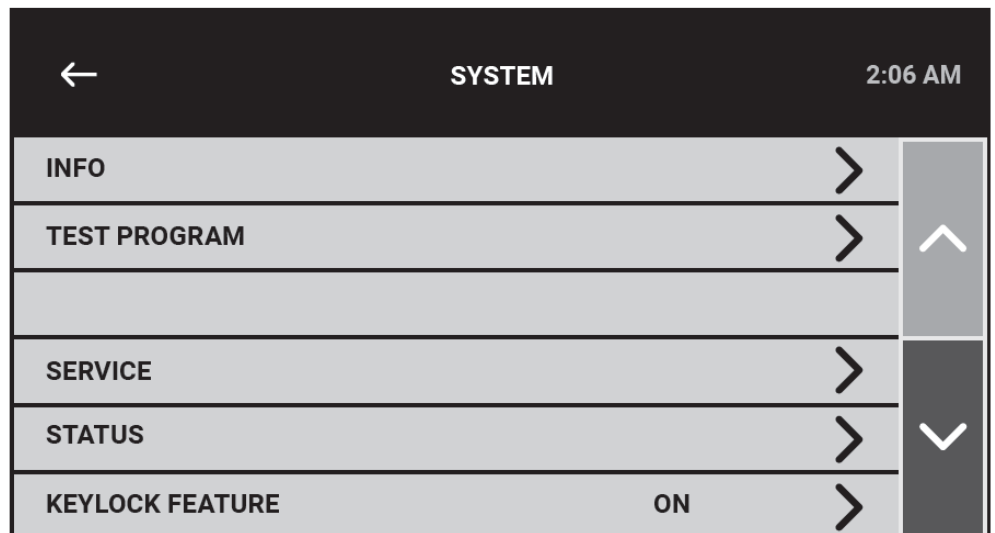 SYSTEM 2:06 AM
INFO
TEST PROGRAM
SERVICE
STATUS
KEYLOCK FEATURE ON